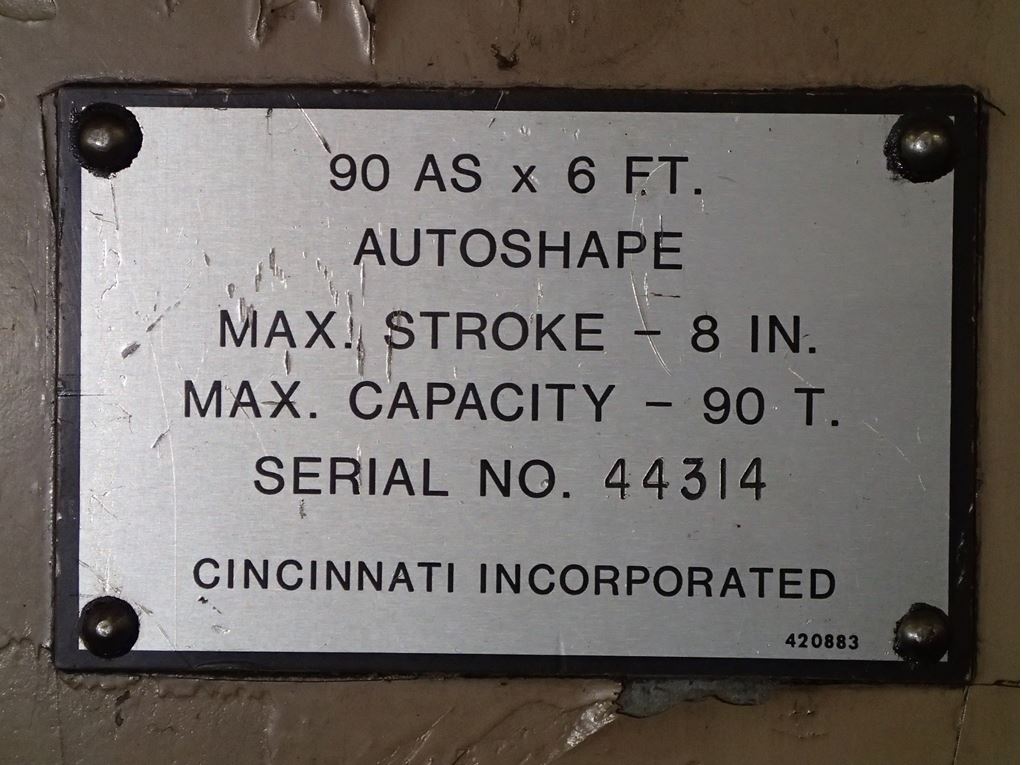 90 AS x 6 FT.
AUTOSHAPE
MAX. STROKE – 8 IN.
MAX. CAPACITY – 90 T.
SERIAL NO. 44314
CINCINNATI INCORPORATED
420883